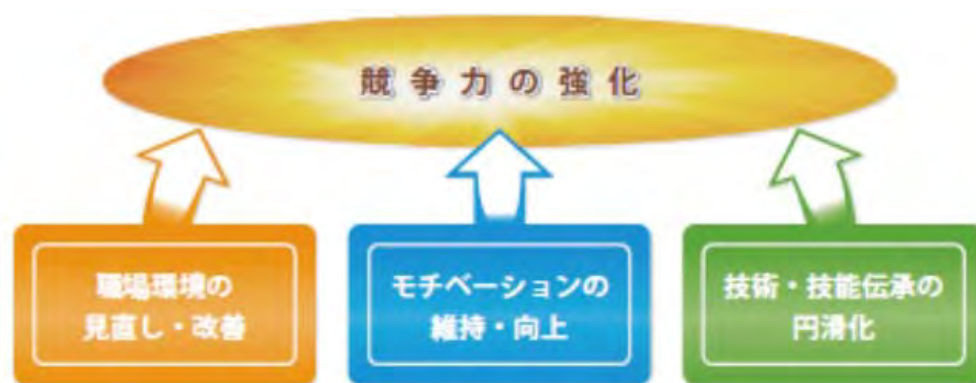 競争力の強化
職場環境の
見直し・改善
モチベーションの
維持・向上
技術・技能伝承の
円滑化